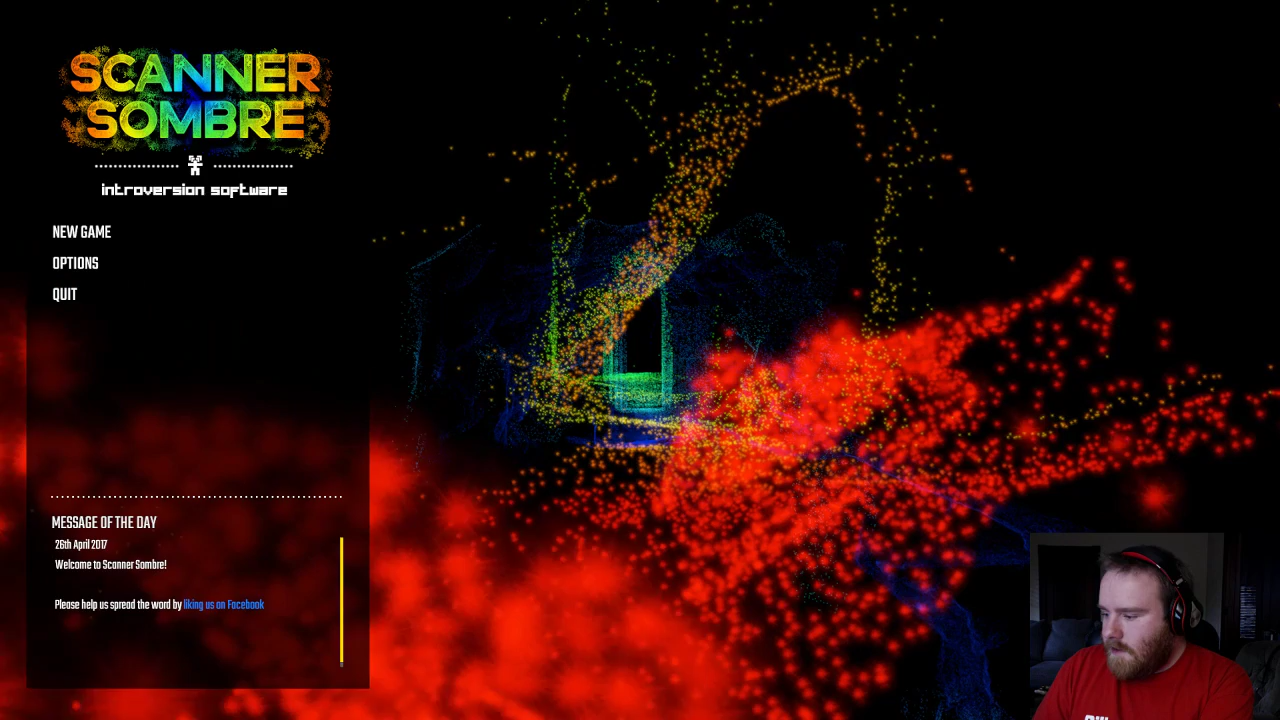 SCANNER
SOMBRE
introversion software
NEW GAME
OPTIONS
QUIT
MESSAGE OF THE DAY
26th April 2017
Welcome to Scanner Sombre!
Please help us spread the word by liking us on Facebook